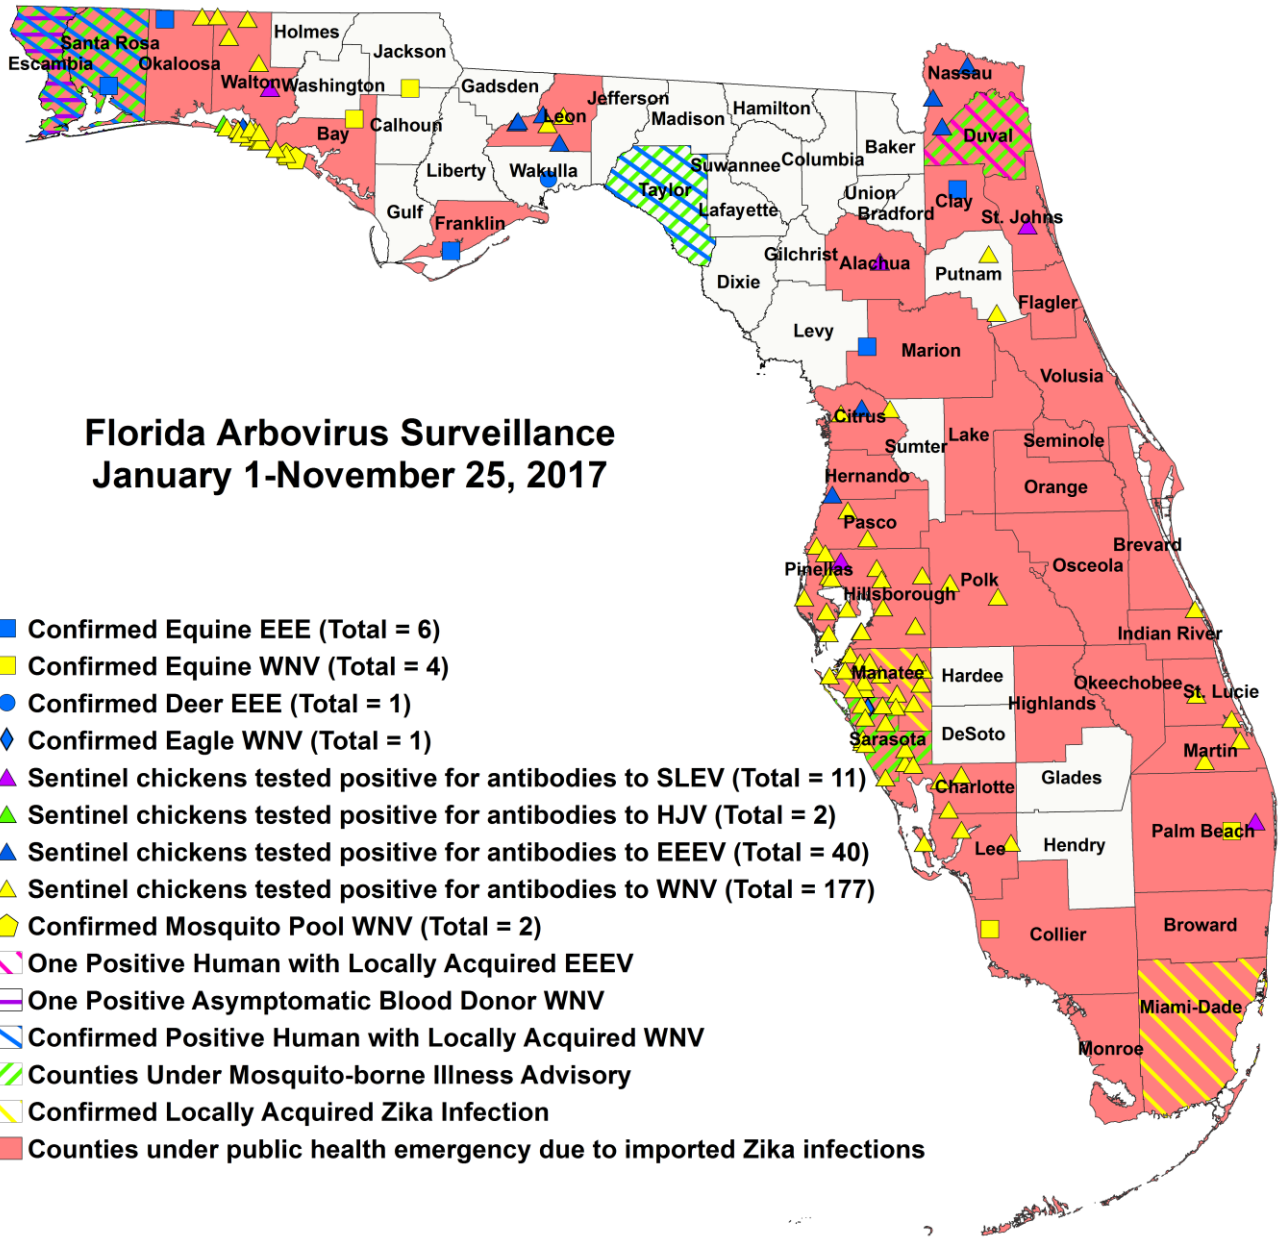 Holmes
Jackson
Santa Rosa
Escambia
Okaloosa
Walton
Washington
Gadsden
Jefferson
Leon
Madison
Hamilton
Bay
Calhoun
Liberty
Wakulla
Gulf
Franklin
Taylor
Suwannee
Columbia
Baker
Nassau
Duval
Union
Bradford
Clay
St. Johns
Lafayette
Gilchrist
Alachua
Dixie
Putnam
Flagler
Levy
Marion
Volusia
Florida Arbovirus Surveillance
January 1-November 25, 2017
Citrus
Sumter
Lake
Seminole
Hernando
Orange
Pasco
Brevard
Pinellas
Hillsborough
Polk
Osceola
Indian River
Manatee
Hardee
Highlands
Okeechobee
St. Lucie
Sarasota
DeSoto
Martin
Charlotte
Glades
Palm Beach
Lee
Hendry
Collier
Broward
Miami-Dade
Monroe
Confirmed Equine EEE (Total = 6)
Confirmed Equine WNV (Total = 4)
Confirmed Deer EEE (Total = 1)
Confirmed Eagle WNV (Total = 1)
Sentinel chickens tested positive for antibodies to SLEV (Total = 11)
Sentinel chickens tested positive for antibodies to HJV (Total = 2)
Sentinel chickens tested positive for antibodies to EEEV (Total = 40)
Sentinel chickens tested positive for antibodies to WNV (Total = 177)
Confirmed Mosquito Pool WNV (Total = 2)
One Positive Human with Locally Acquired EEEV
One Positive Asymptomatic Blood Donor WNV
Confirmed Positive Human with Locally Acquired WNV
Counties Under Mosquito-borne Illness Advisory
Confirmed Locally Acquired Zika Infection
Counties under public health emergency due to imported Zika infections